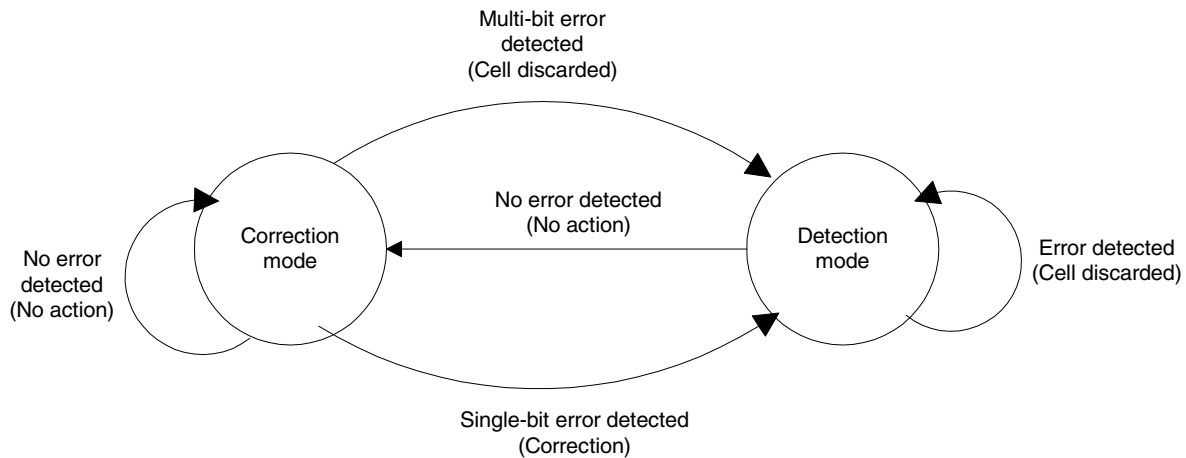 Multi-bit error
detected
(Cell discarded)
No error detected
(No action)
Correction
mode
Detection
mode
No error
detected
(No action)
Error detected
(Cell discarded)
Single-bit error detected
(Correction)